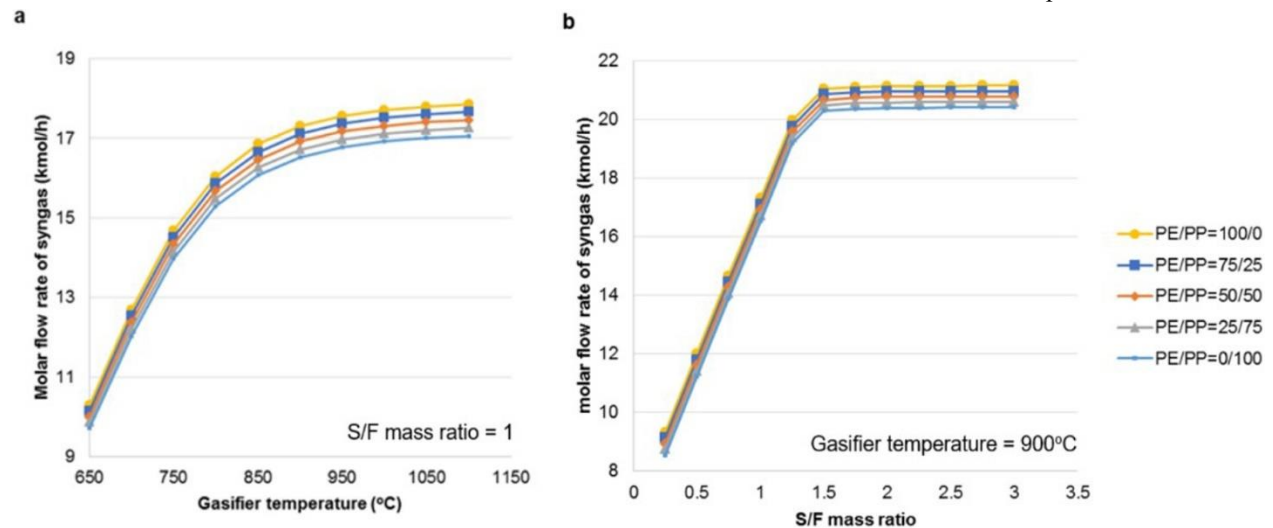 a
19
17
15
13
11
9
Molar flow rate of syngas (kmol/h)
S/F mass ratio = 1
650 750 850 950 1050 1150
Gasifier temperature (°C)
b
22
20
18
16
14
12
10
8
molar flow rate of syngas (kmol/h)
Gasifier temperature = 900°C
0 0.5 1 1.5 2 2.5 3 3.5
S/F mass ratio
PE/PP=100/0
PE/PP=75/25
PE/PP=50/50
PE/PP=25/75
PE/PP=0/100